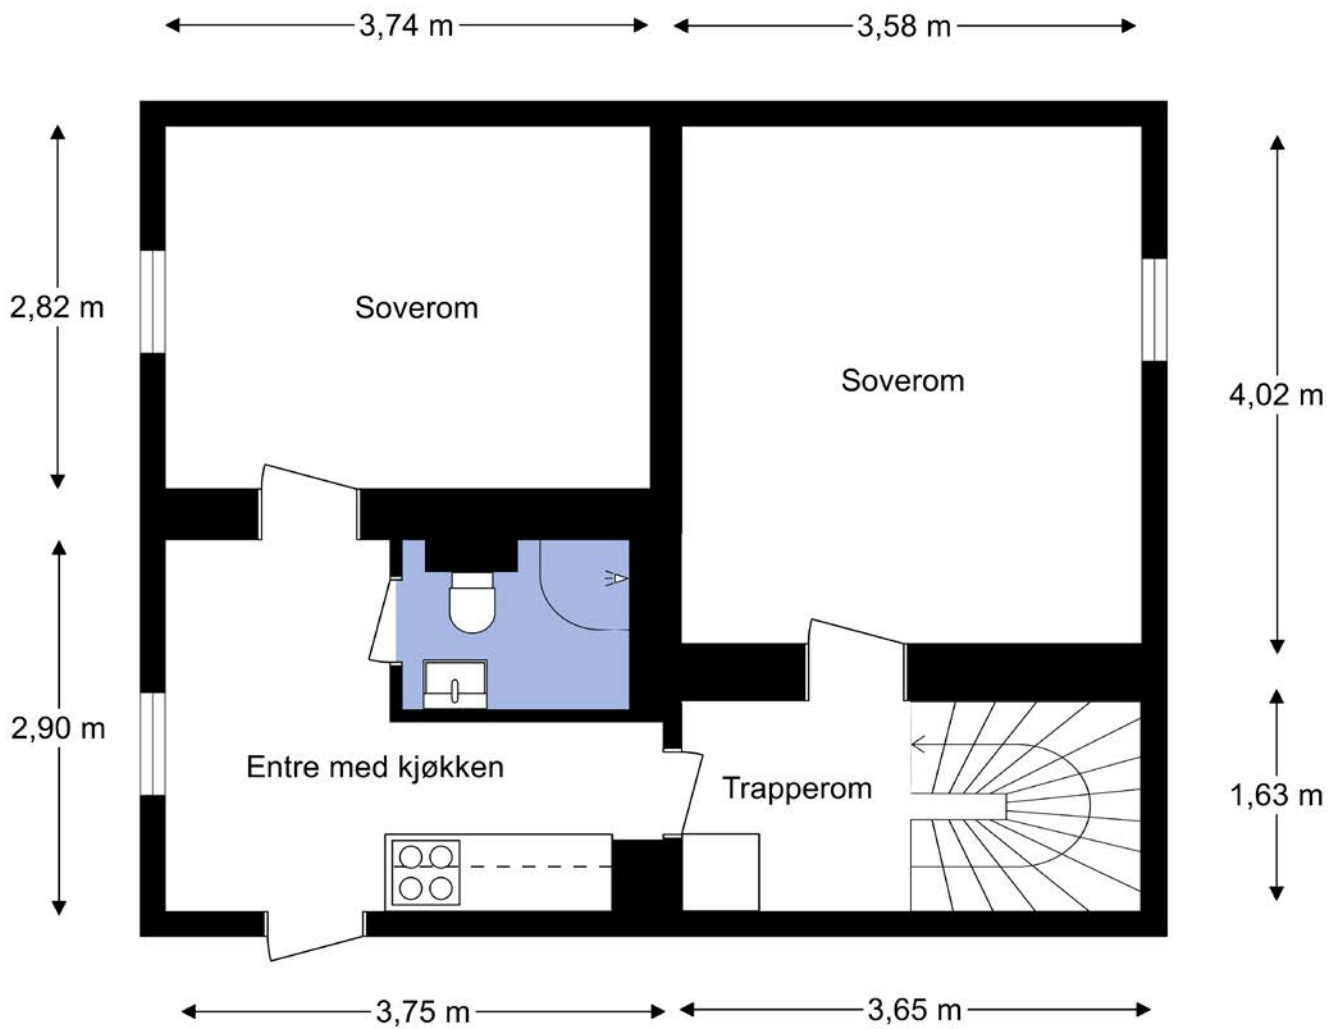 3,74 m
3,58 m
2,82 m
Soverom
Soverom
4,02 m
2,90 m
Entre med kjøkken
Trapperom
1,63 m
3,75 m
3,65 m